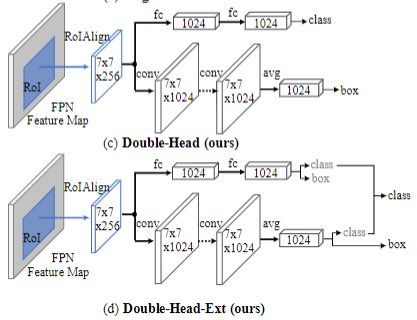 fc
fc
1024
1024
class
RoIAlign
7x7
x256
conv
conv
avg
7x7
x1024
7x7
x1024
1024
box
RoI
FPN
Feature Map
(c) Double-Head (ours)
fc
fc
1024
1024
class
box
RoIAlign
7x7
x256
class
conv
conv
avg
7x7
x1024
7x7
x1024
1024
class
box
RoI
FPN
Feature Map
(d) Double-Head-Ext (ours)